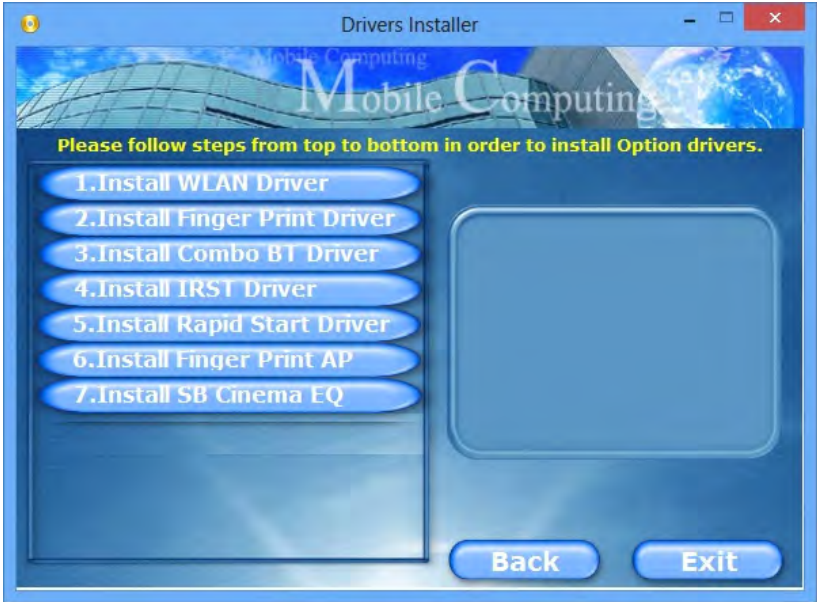 Drivers Installer
Mobile Computing
Mobile Computing
Please follow steps from top to bottom in order to install Option drivers.
1.Install WLAN Driver
2.Install Finger Print Driver
3.Install Combo BT Driver
4.Install IRST Driver
5.Install Rapid Start Driver
6.Install Finger Print AP
7.Install SB Cinema EQ
Back
Exit